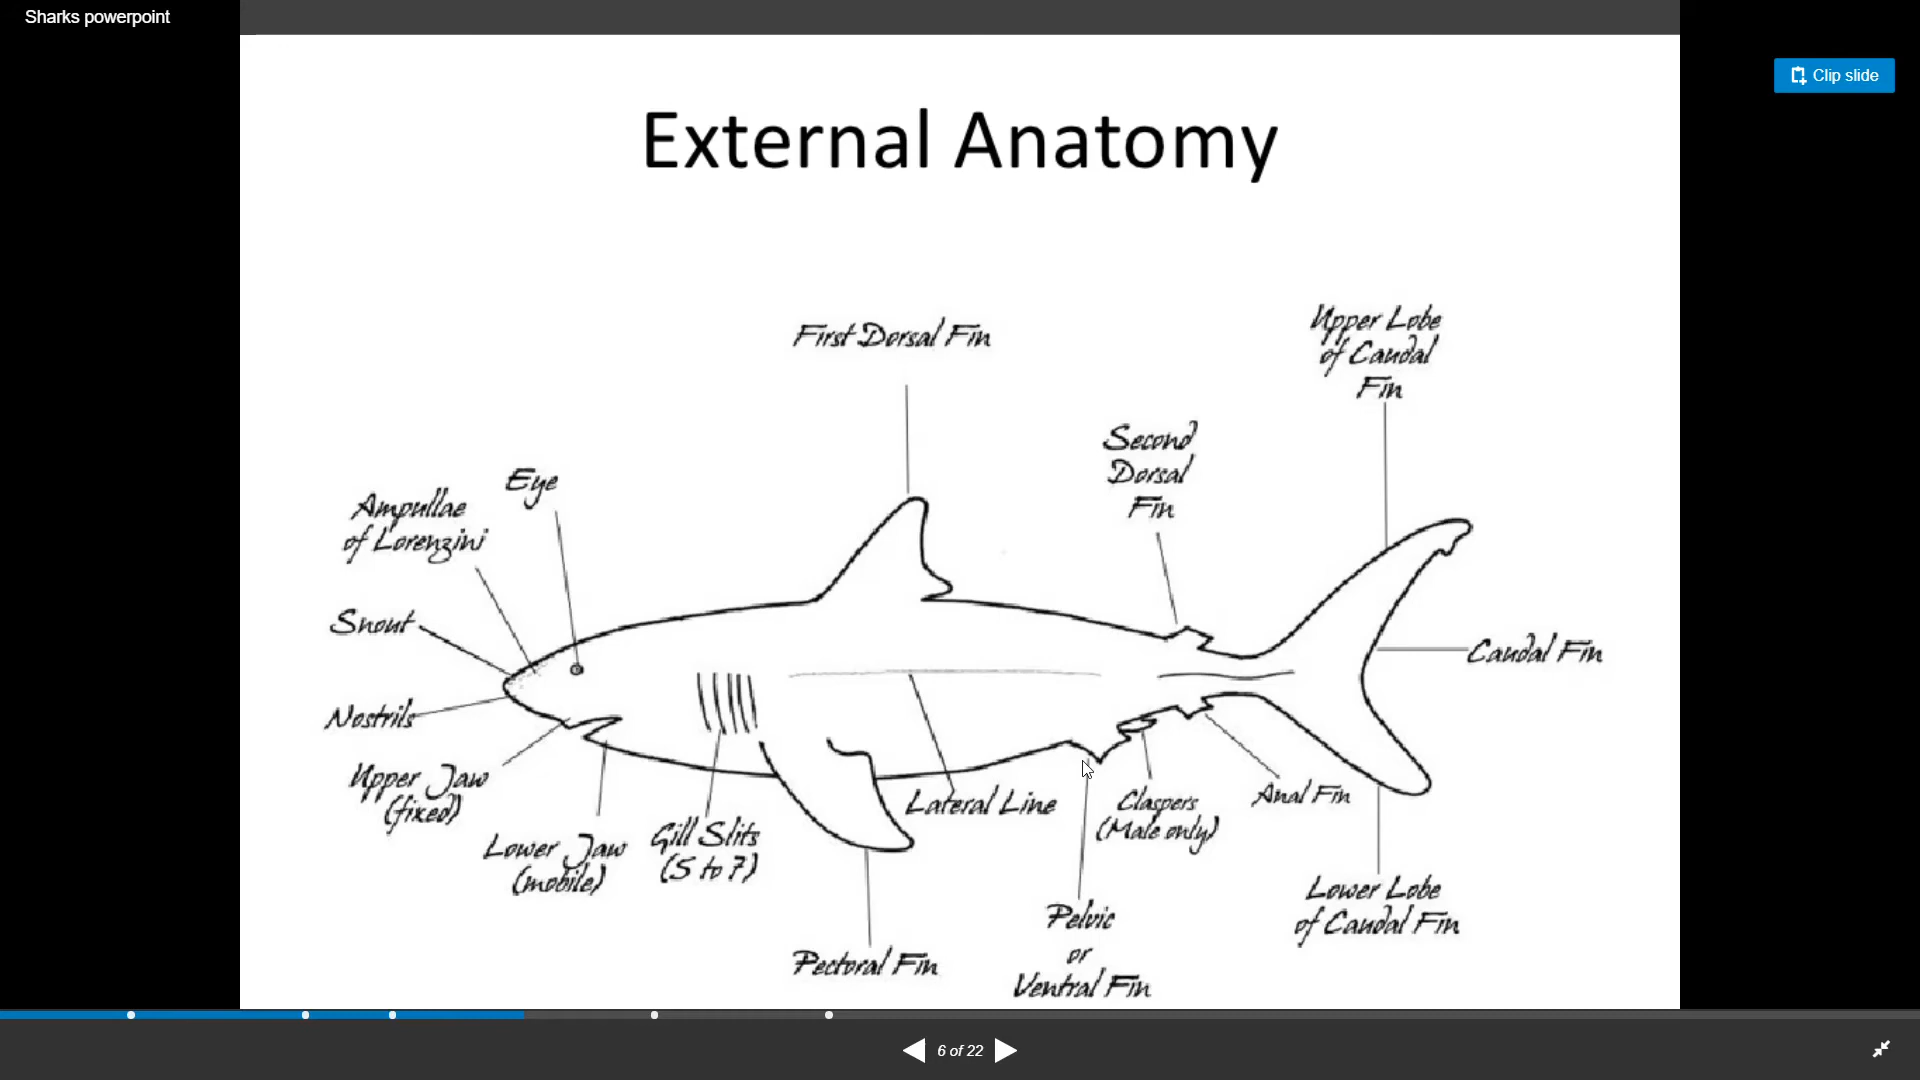 Sharks powerpoint
Clip slide
External Anatomy
First Dorsal Fin
Upper Lobe
of Caudal
Fin
Second
Dorsal
Fin
Eye
Ampullae
of Lorenzini
Snout
Caudal Fin
Nostrils
Upper Jaw
(fixed)
Lower Jaw
(mobile)
Gill Slits
(5 to 7)
Lateral Line
Claspers
(Male only)
Anal Fin
Pectoral Fin
Pelvic
or
Ventral Fin
Lower Lobe
of Caudal Fin
6 of 22